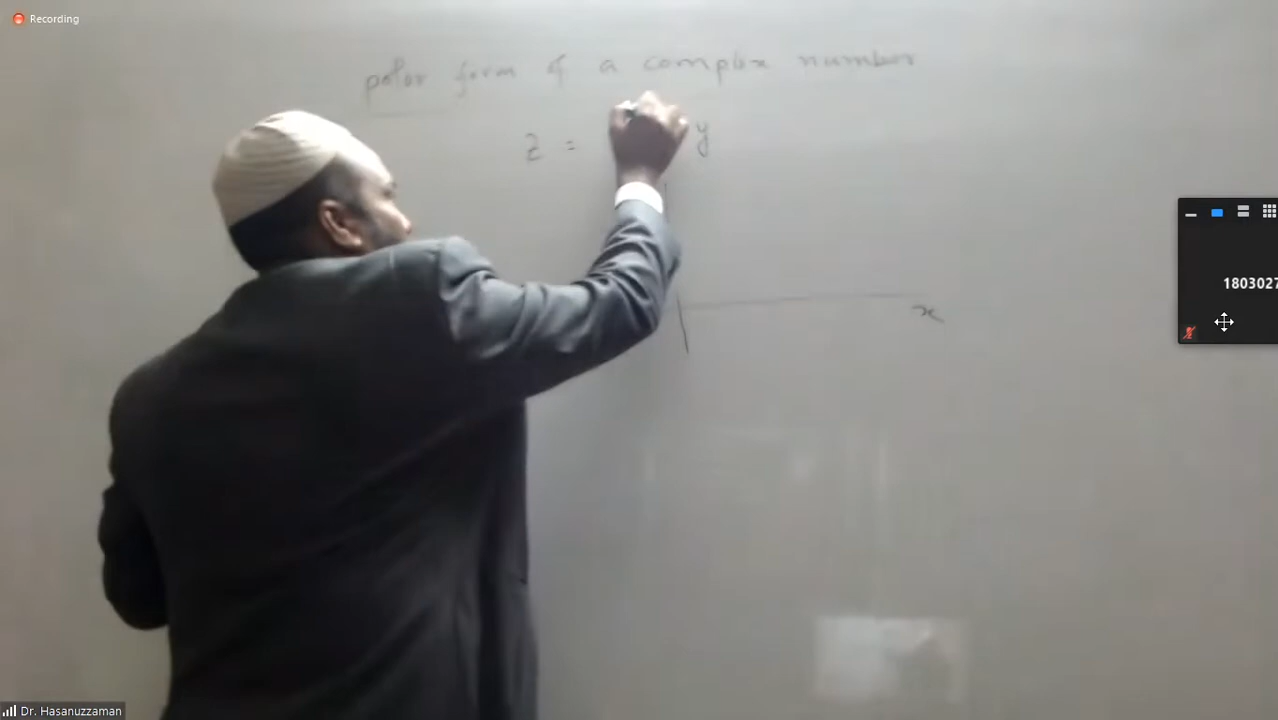 Recording
polar form of a complex number
z = y
x
1803027
Dr. Hasanuzzaman